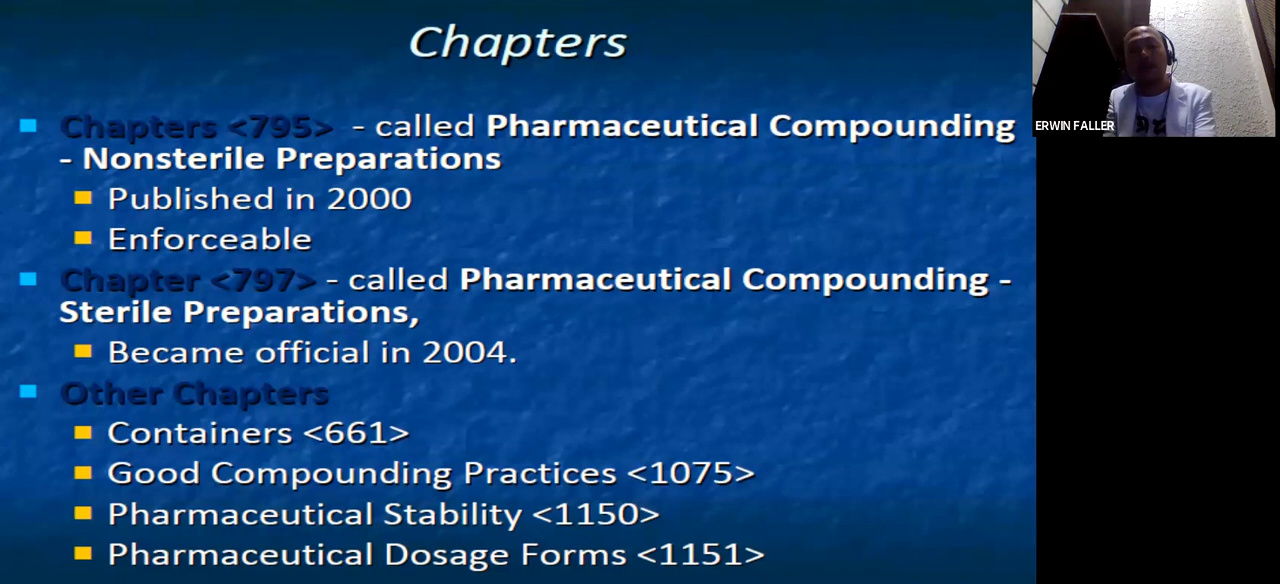 Chapters
Chapters <795> - called Pharmaceutical Compounding
- Nonsterile Preparations
Published in 2000
Enforceable
Chapter <797> - called Pharmaceutical Compounding -
Sterile Preparations,
Became official in 2004.
Other Chapters
Containers <661>
Good Compounding Practices <1075>
Pharmaceutical Stability <1150>
Pharmaceutical Dosage Forms <1151>
ERWIN FALLER